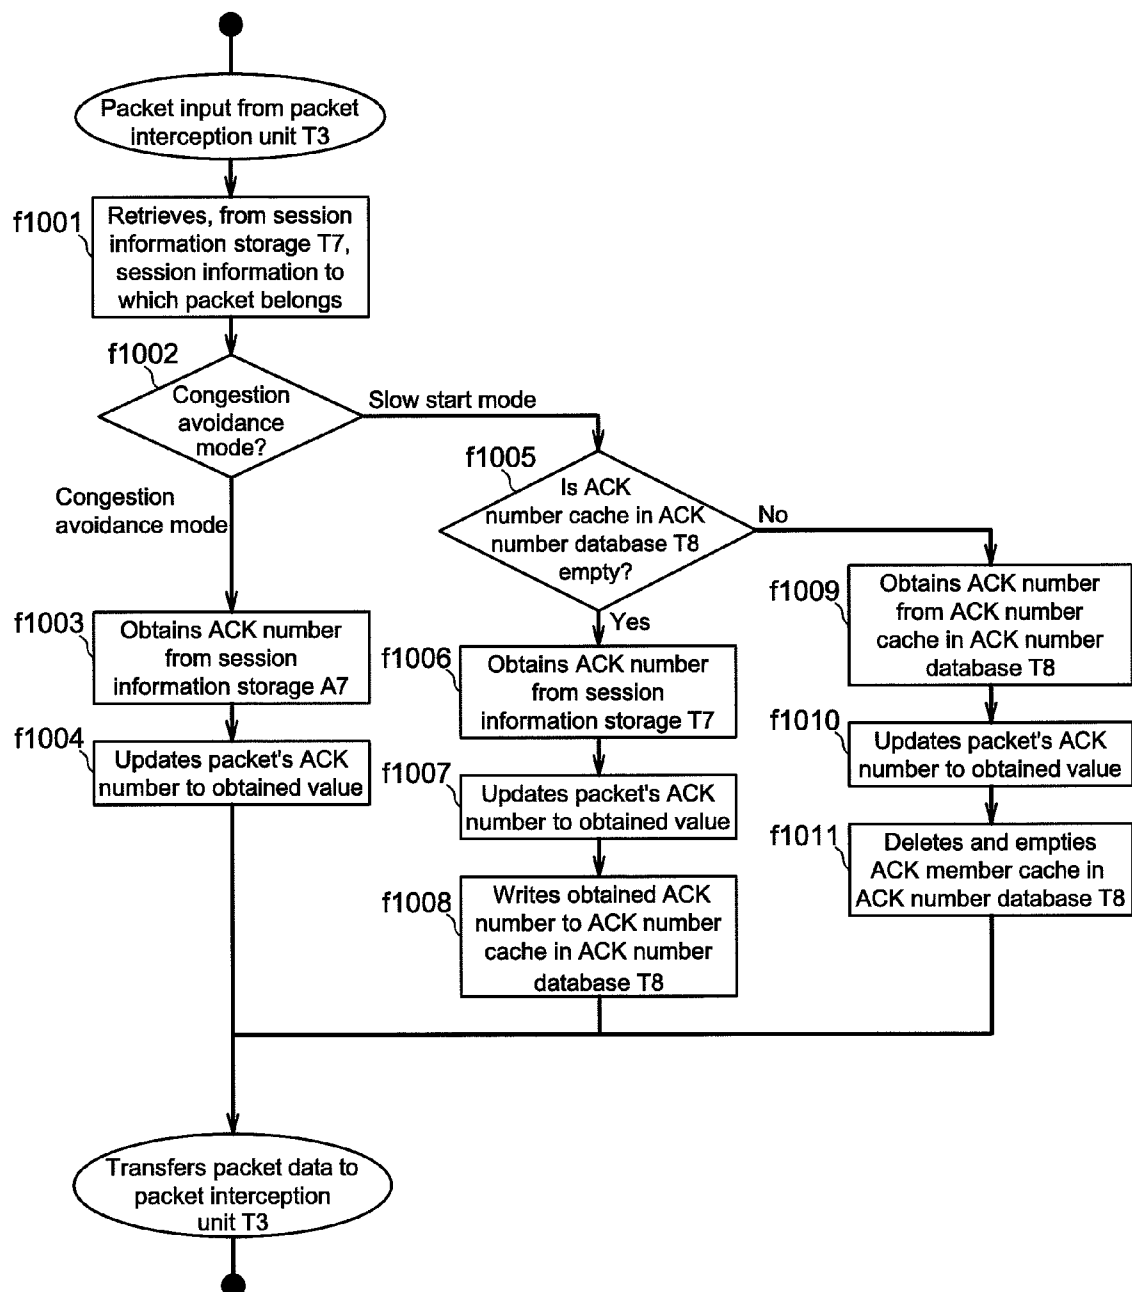 Packet input from packet
interception unit T3
f1001
Retrieves, from session
information storage T7,
session information to
which packet belongs
f1002
Congestion
avoidance
mode?
Slow start mode
Congestion
avoidance mode
f1003
Obtains ACK number
from session
information storage A7
f1004
Updates packet's ACK
number to obtained value
f1005
Is ACK
number cache in ACK
number database T8
empty?
No
Yes
f1006
Obtains ACK number
from session
information storage T7
f1007
Updates packet's ACK
number to obtained value
f1008
Writes obtained ACK
number to ACK number
cache in ACK number
database T8
f1009
Obtains ACK number
from ACK number
cache in ACK number
database T8
f1010
Updates packet's ACK
number to obtained value
f1011
Deletes and empties
ACK member cache in
ACK number database T8
Transfers packet data to
packet interception
unit T3